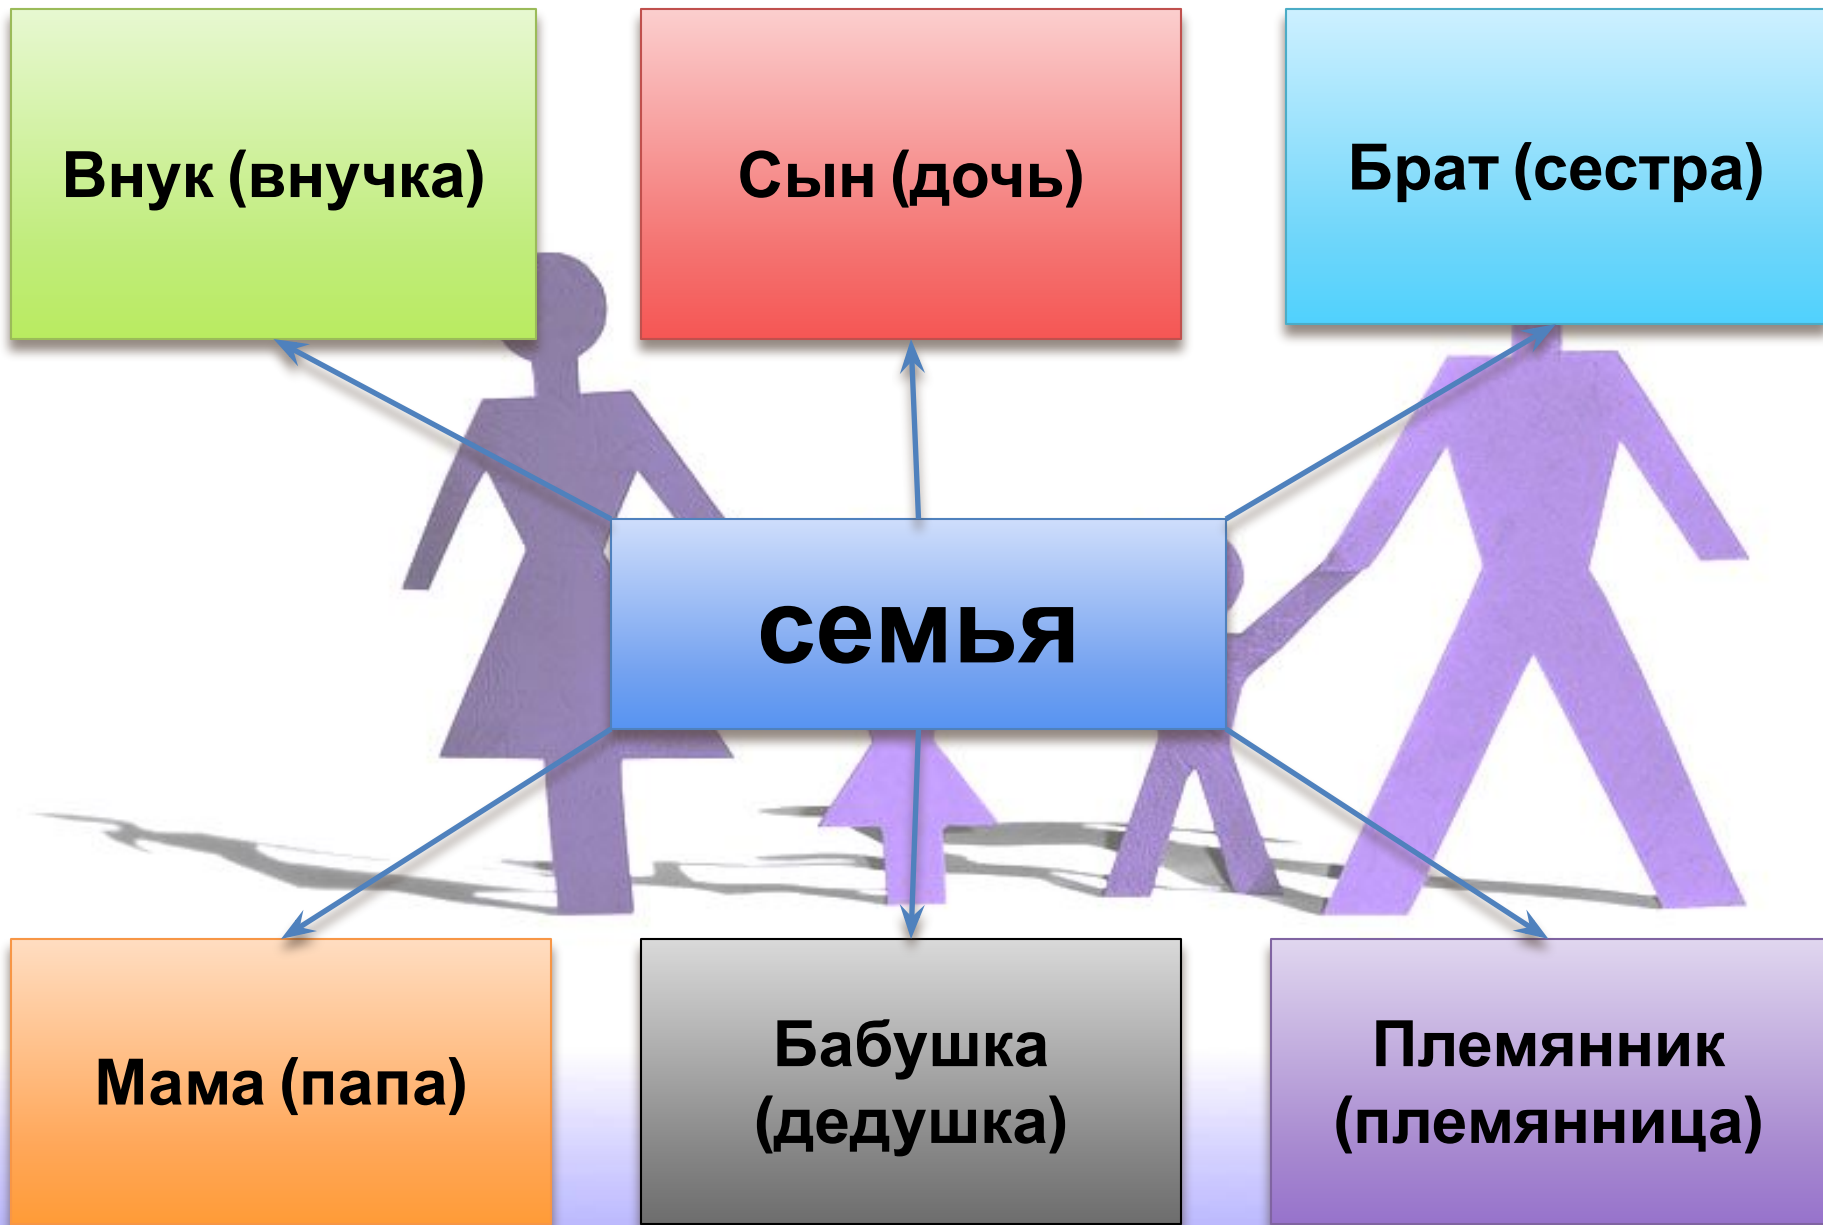 Внук (внучка)
Сын (дочь)
Брат (сестра)
семья
Мама (папа)
Бабушка
(дедушка)
Племянник
(племянница)